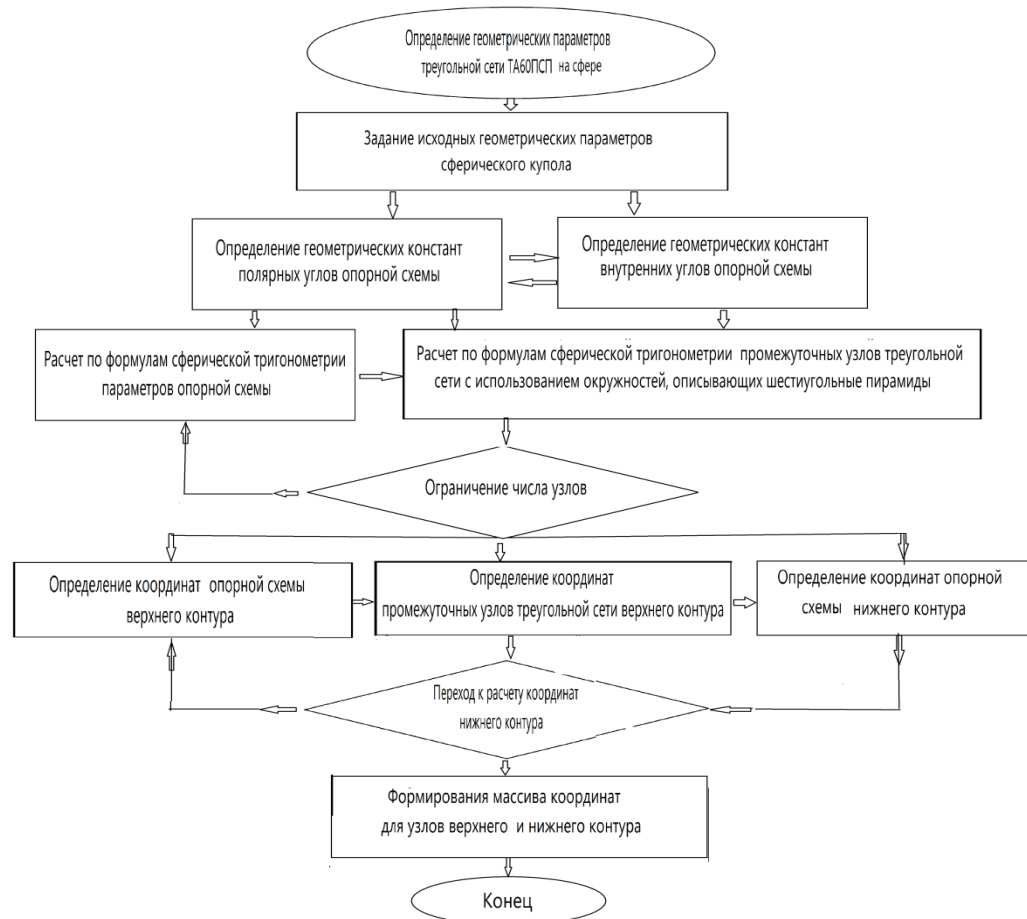 Определение геометрических параметров
треугольной сети ТА60ПСП на сфере
Задание исходных геометрических параметров
сферического купола
Определение геометрических констант
полярных углов опорной схемы
Определение геометрических констант
внутренних углов опорной схемы
Расчет по формулам сферической тригонометрии
параметров опорной схемы
Расчет по формулам сферической тригонометрии промежуточных узлов треугольной
сети с использованием окружностей, описывающих шестиугольные пирамиды
Ограничение числа узлов
Определение координат опорной схемы
верхнего контура
Определение координат
промежуточных узлов треугольной сети верхнего контура
Определение координат опорной
схемы нижнего контура
Переход к расчету координат
нижнего контура
Формирования массива координат
для узлов верхнего и нижнего контура
Конец